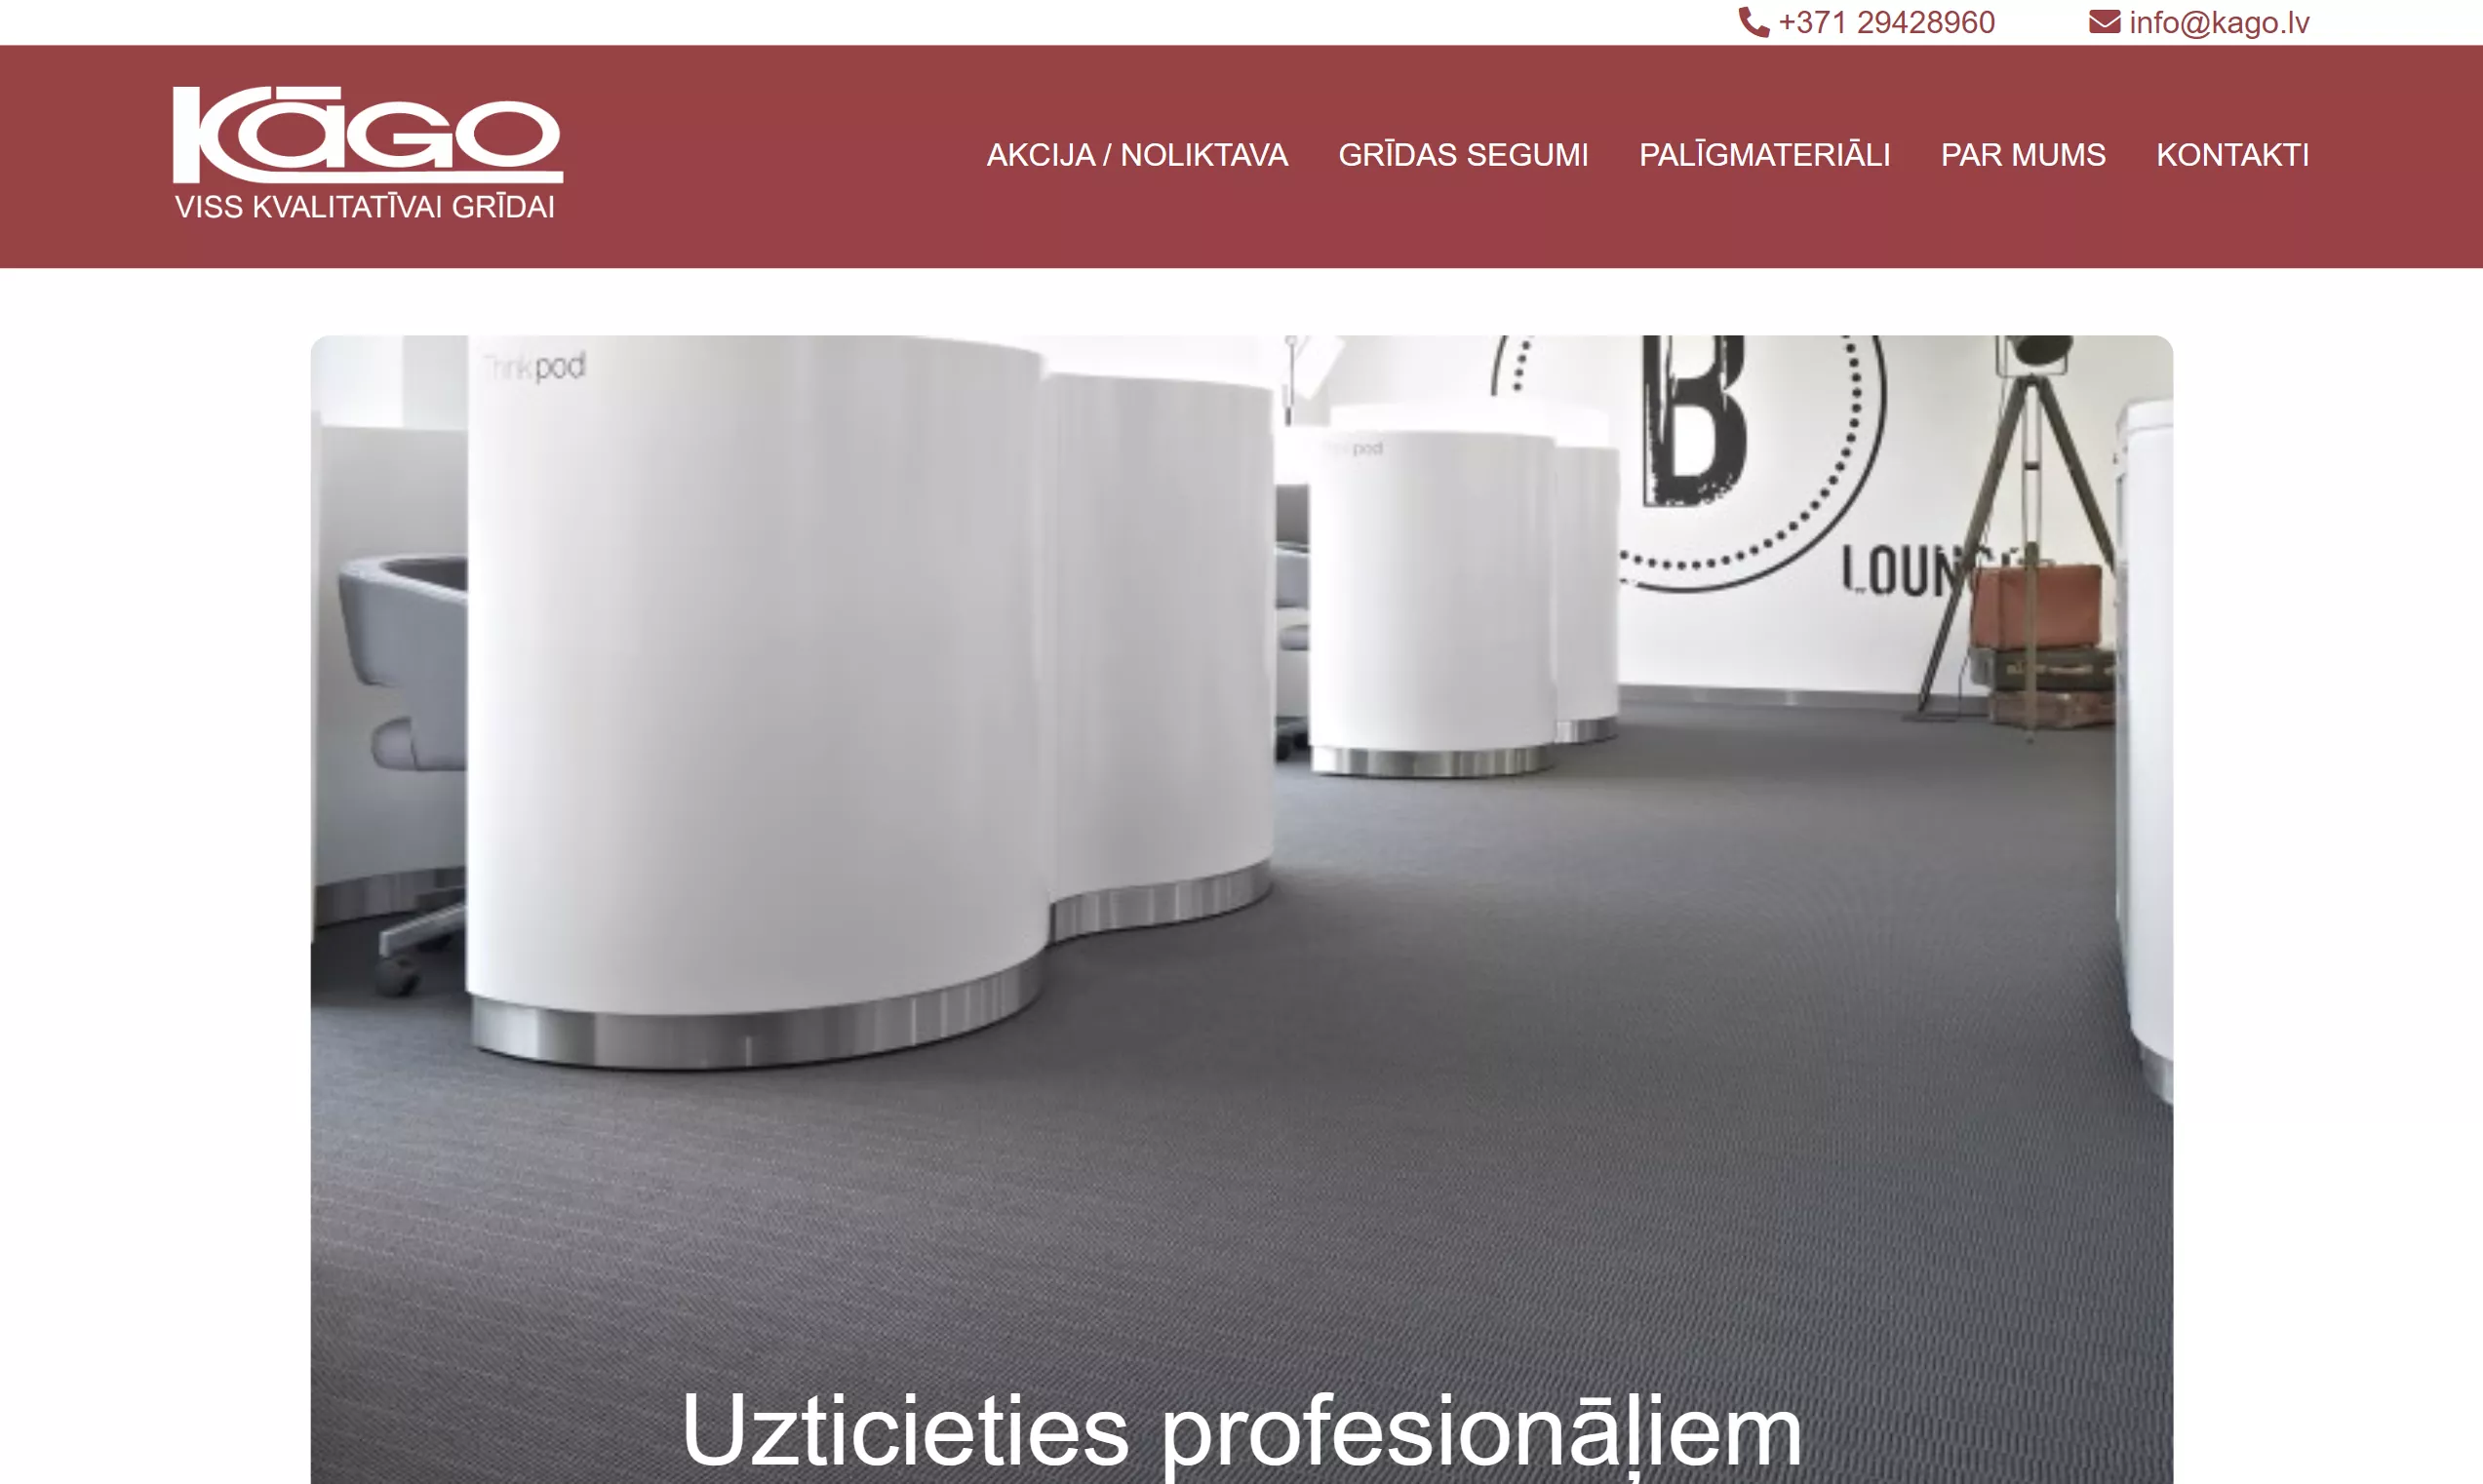 +371 29428960 info@kago.lv
Kāgo
VISS KVALITATĪVAI GRĪDAI
AKCIJA / NOLIKTAVA GRĪDAS SEGUMI PALĪGMATERIĀLI PAR MUMS KONTAKTI
Thinkpod
pod
B
Uzticieties profesionāļiem